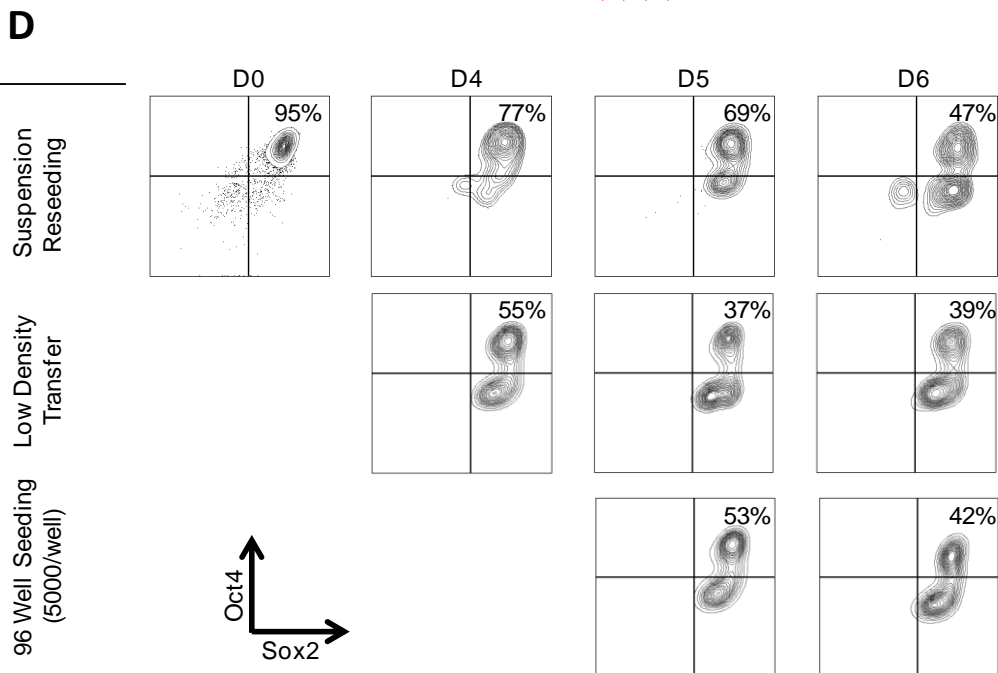 D
D0 D4 D5 D6
Suspension
Reseeding
95% 77% 69% 47%
Low Density
Transfer
55% 37% 39%
96 Well Seeding
(5000/well)
53% 42%
Oct4
Sox2